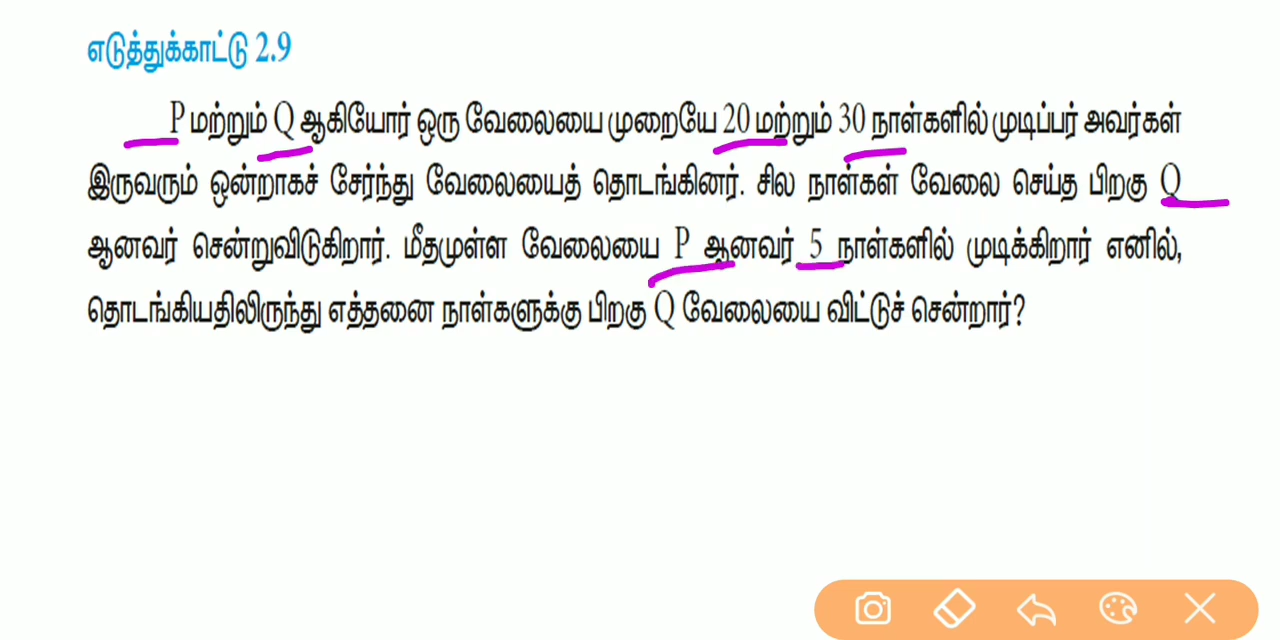 எடுத்துக்காட்டு 2.9
P மற்றும் Q ஆகியோர் ஒரு வேலையை முறையே 20 மற்றும் 30 நாள்களில் முடிப்பர் அவர்கள்
இருவரும் ஒன்றாகச் சேர்ந்து வேலையைத் தொடங்கினர். சில நாள்கள் வேலை செய்த பிறகு Q
ஆனவர் சென்றுவிடுகிறார். மீதமுள்ள வேலையை P ஆனவர் 5 நாள்களில் முடிக்கிறார் எனில்,
தொடங்கியதிலிருந்து எத்தனை நாள்களுக்கு பிறகு Q வேலையை விட்டுச் சென்றார்?